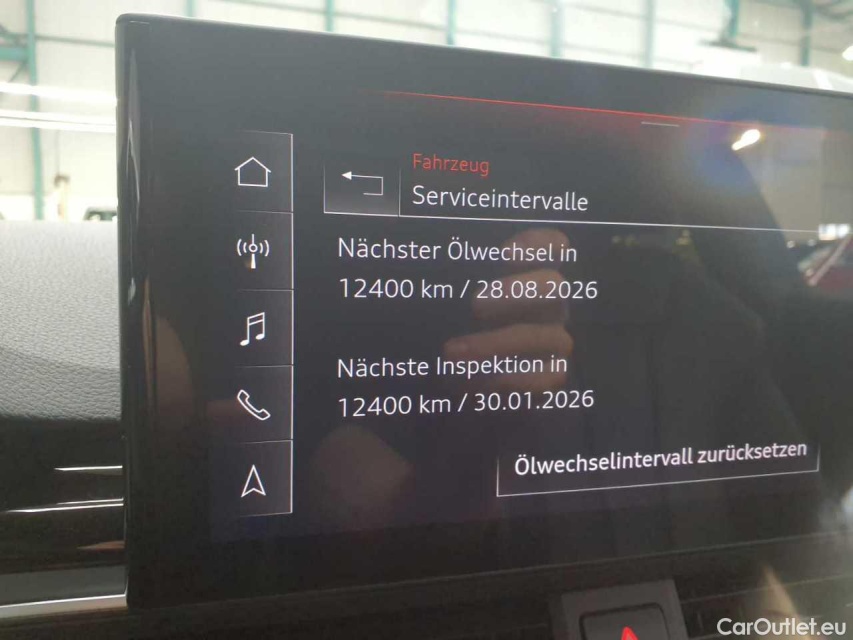 Fahrzeug
Serviceintervalle
Nächster Ölwechsel in
12400 km / 28.08.2026
Nächste Inspektion in
12400 km / 30.01.2026
Ölwechselintervall zurücksetzen
CarOutlet.eu